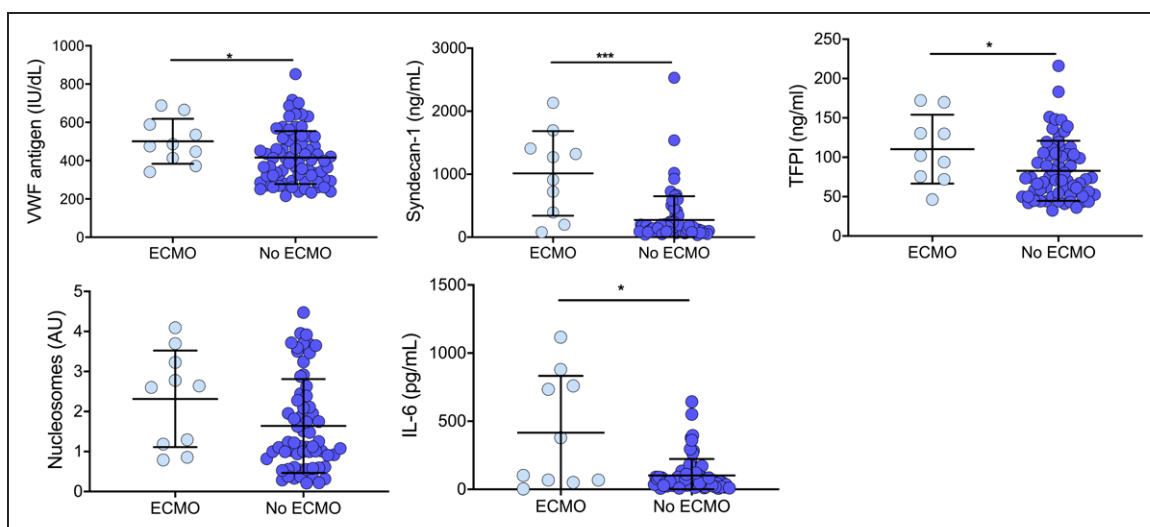 VWF antigen (IU/dL)
1000
800
600
400
200
0
*
ECMO
No ECMO
Syndecan-1 (ng/mL)
3000
2000
1000
0
***
ECMO
No ECMO
TFPI (ng/ml)
250
200
150
100
50
0
*
ECMO
No ECMO
Nucleosomes (AU)
5
4
3
2
1
0
ECMO
No ECMO
IL-6 (pg/mL)
1500
1000
500
0
*
ECMO
No ECMO